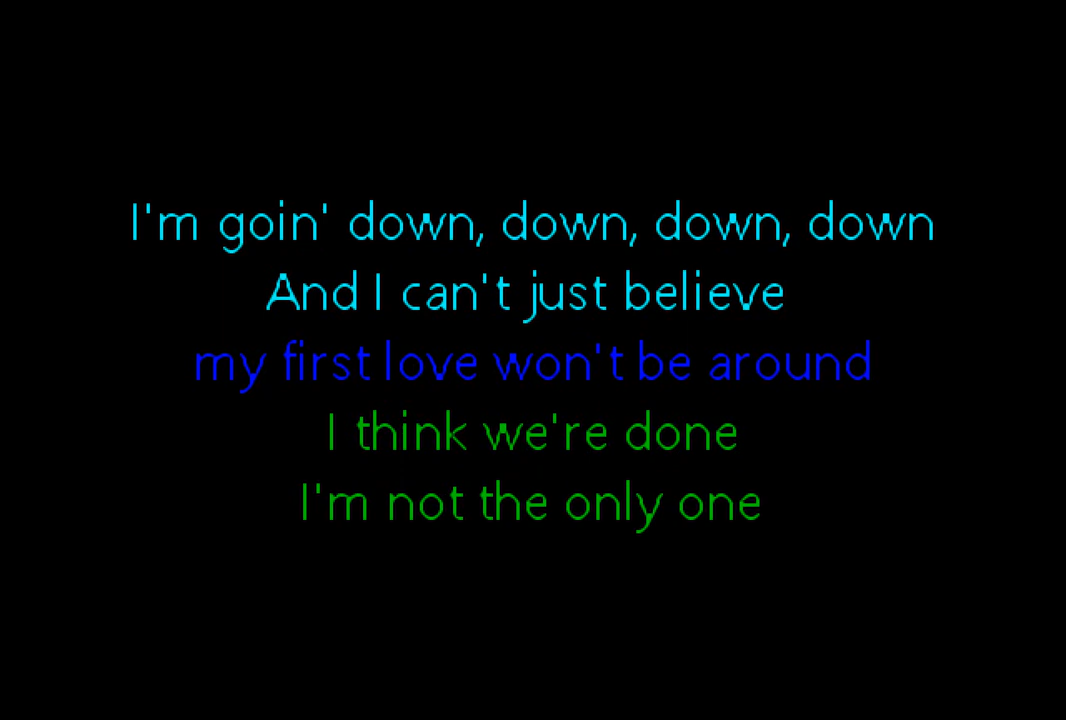 I'm goin' down, down, down, down
And I can't just believe
my first love won't be around
I think we're done
I'm not the only one